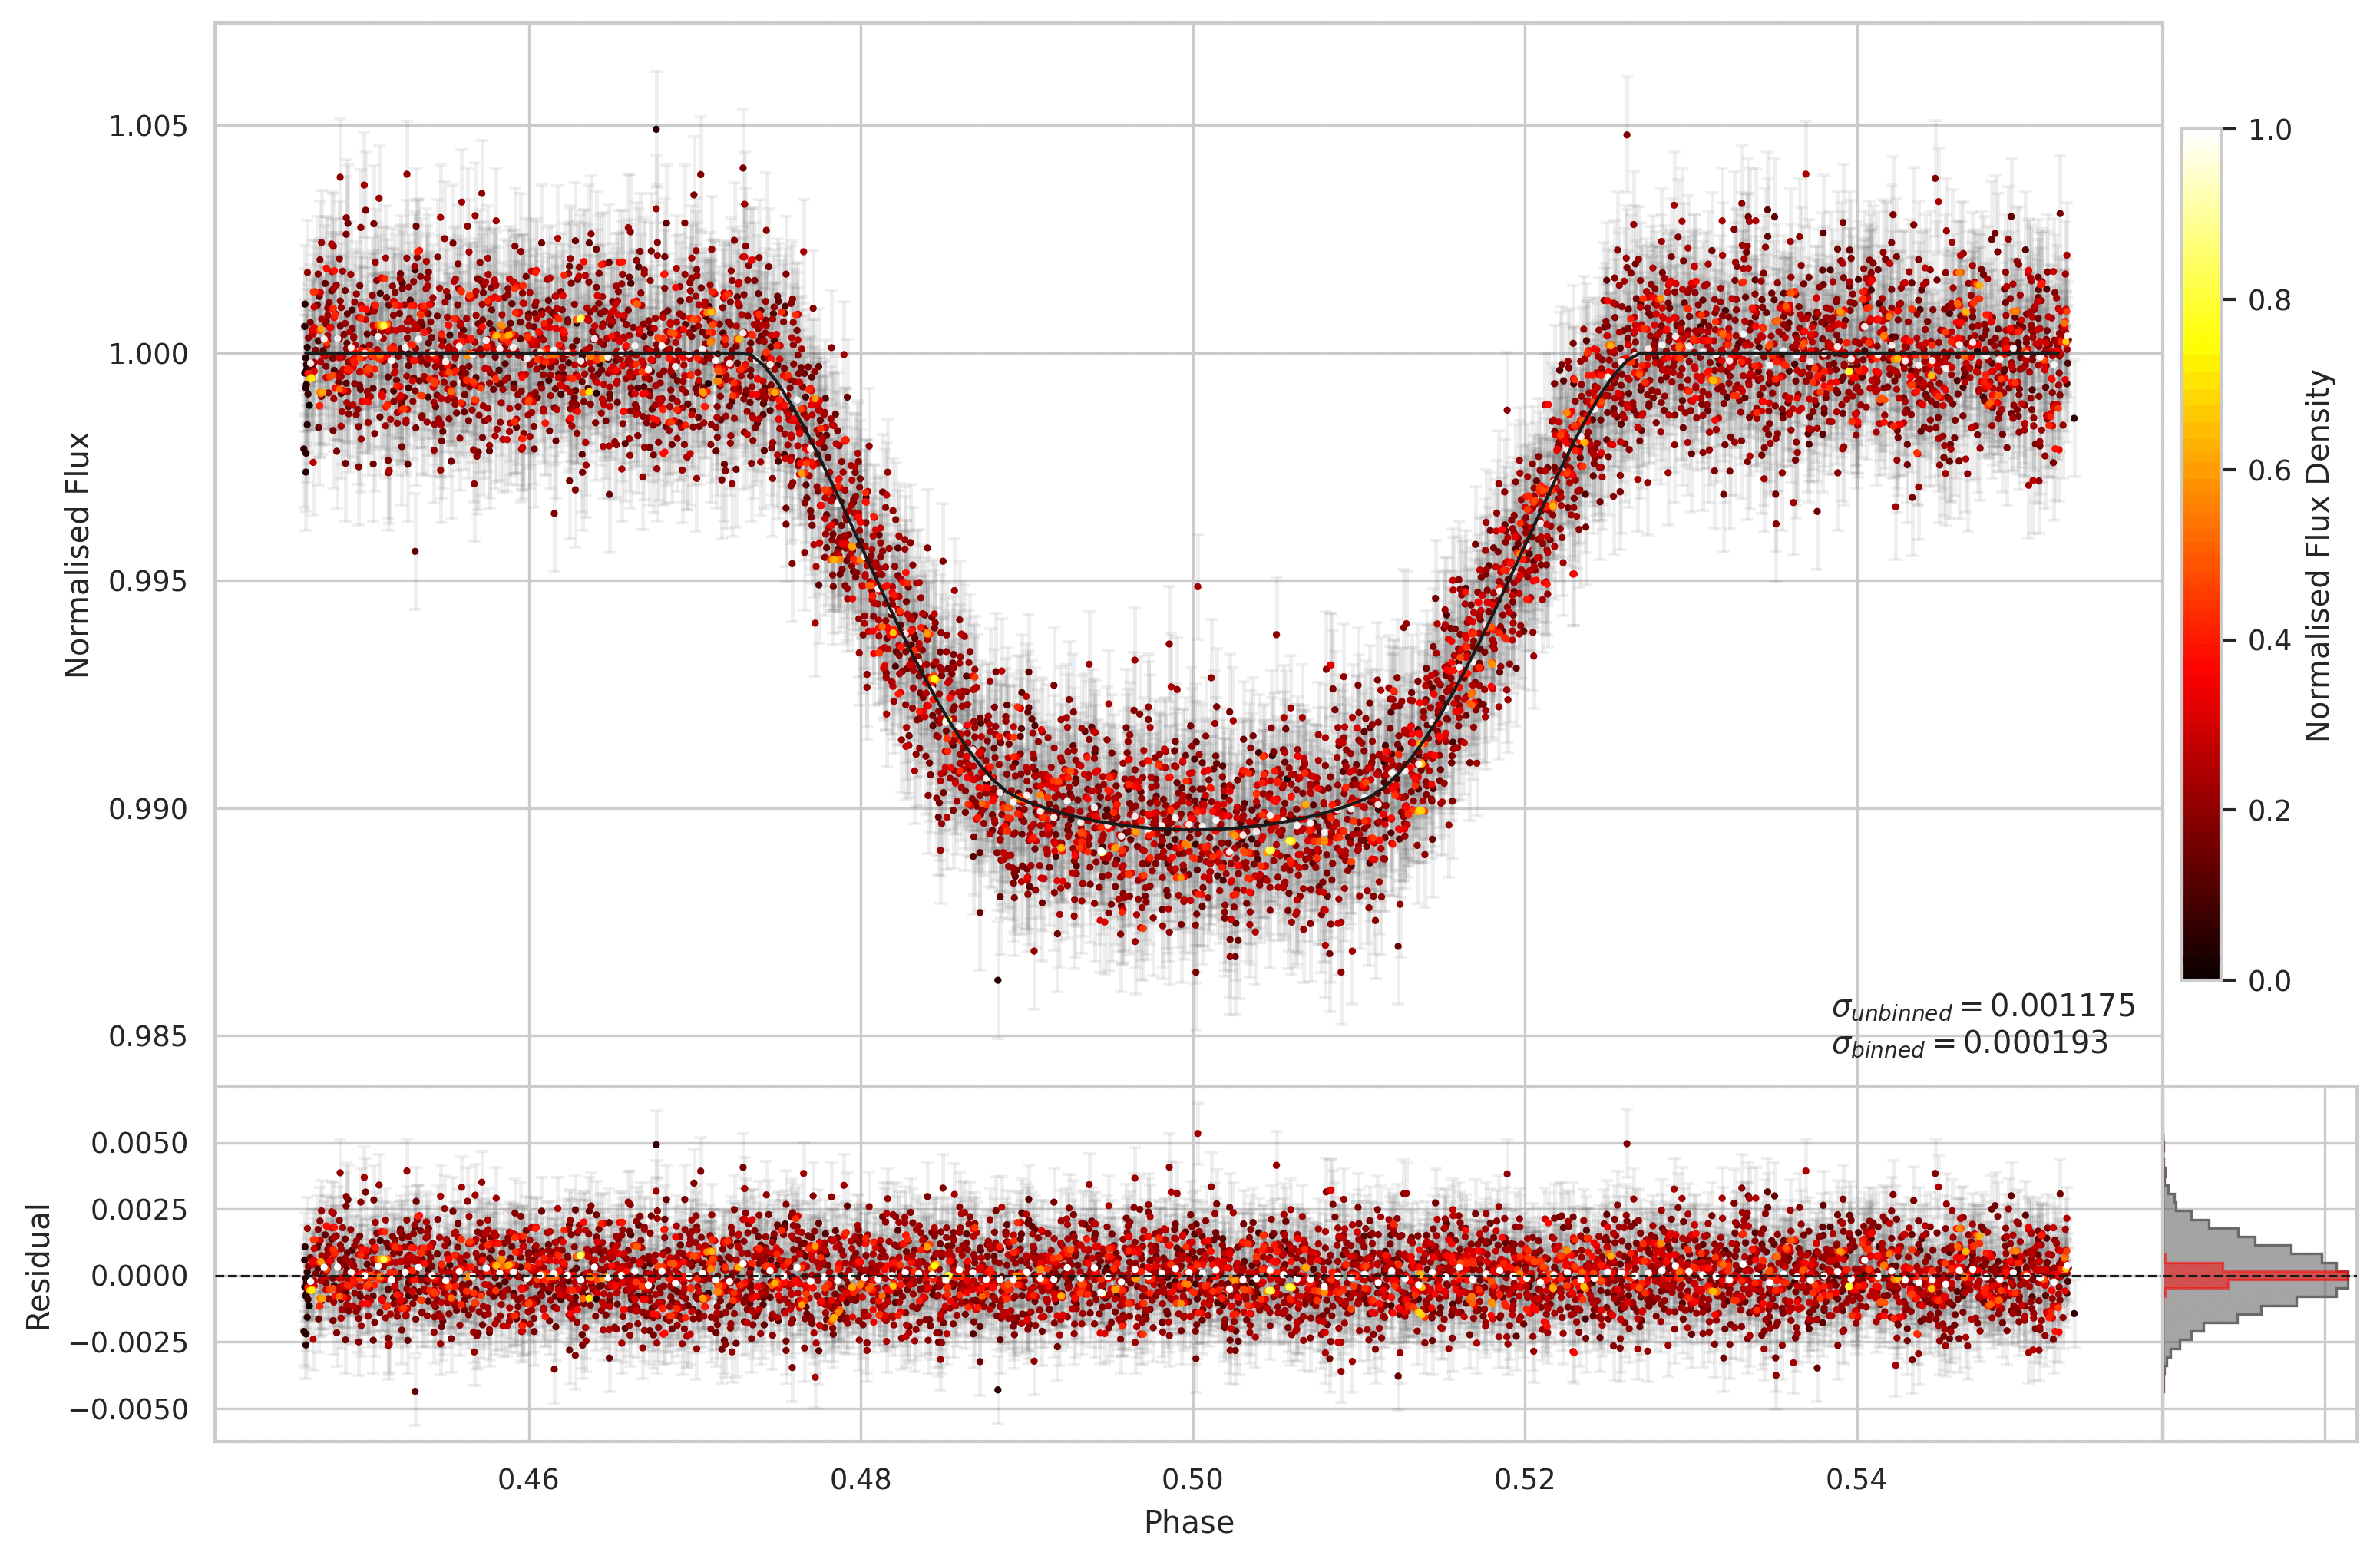 1.005
1.000
0.995
0.990
0.985
Normalised Flux
σunbinned = 0.001175
σbinned = 0.000193
1.0
0.8
0.6
0.4
0.2
0.0
Normalised Flux Density
0.0050
0.0025
0.0000
−0.0025
−0.0050
Residual
0.46 0.48 0.50 0.52 0.54
Phase